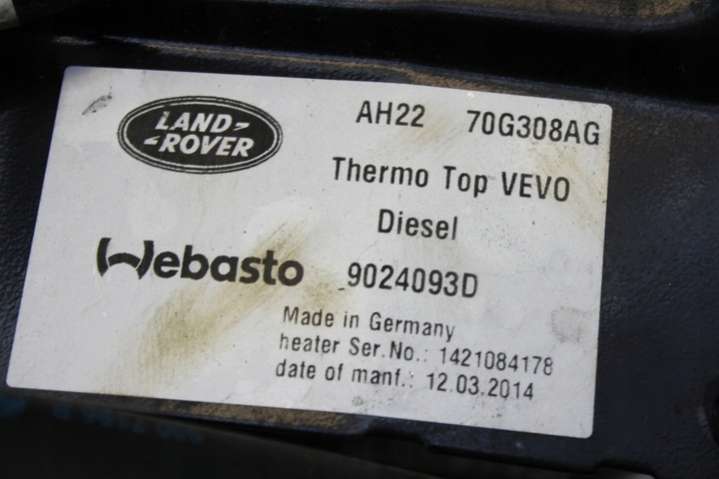 LAND-
-ROVER
AH22 70G308AG
Thermo Top VEVO
Diesel
Webasto 9024093D
Made in Germany
heater Ser.No.: 1421084178
date of manf.: 12.03.2014